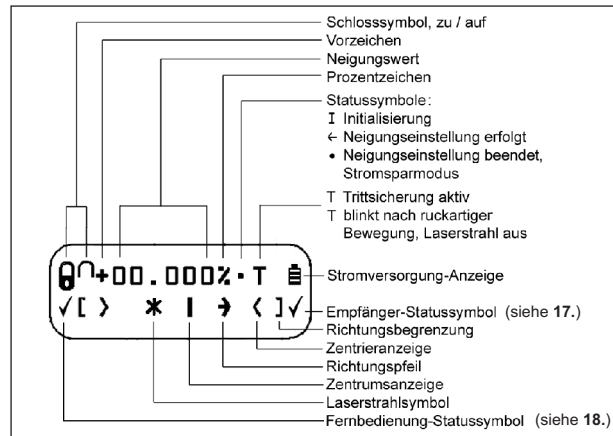 Schlosssymbol, zu / auf
Vorzeichen
Neigungswert
Prozentzeichen
Statussymbole:
I Initialisierung
← Neigungseinstellung erfolgt
• Neigungseinstellung beendet,
Stromsparmodus
T Trittsicherung aktiv
T blinkt nach ruckartiger
Bewegung, Laserstrahl aus
+00.000%·T
Stromversorgung-Anzeige
✓[ > * | → < ]✓
Empfänger-Statussymbol (siehe 17.)
Richtungsbegrenzung
Zentrieranzeige
Richtungspfeil
Zentrumsanzeige
Laserstrahlsymbol
Fernbedienung-Statussymbol (siehe 18.)